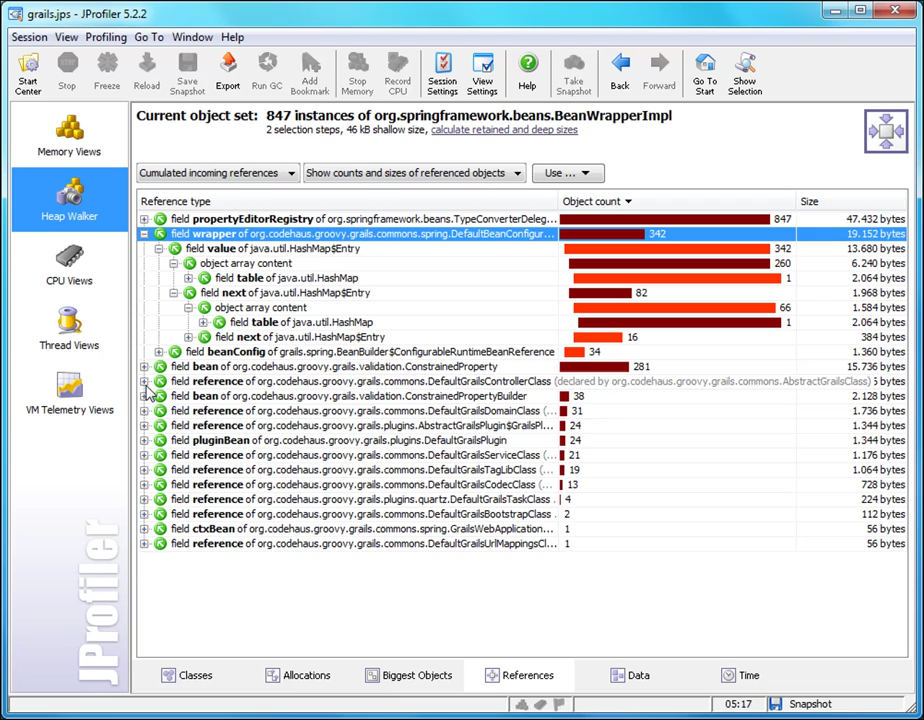 grails.jps - JProfiler 5.2.2
Session View Profiling Go To Window Help
Start Center Stop Freeze Reload Save Snapshot Export Run GC Add Bookmark Stop Memory Record CPU Session Settings View Settings Help Take Snapshot Back Forward Go To Start Show Selection
Current object set: 847 instances of org.springframework.beans.BeanWrapperImpl
2 selection steps, 46 kB shallow size, calculate retained and deep sizes
Cumulated incoming references Show counts and sizes of referenced objects Use ...
Memory Views
Heap Walker
CPU Views
Thread Views
VM Telemetry Views
JProfiler
Reference type Object count Size
field propertyEditorRegistry of org.springframework.beans.TypeConverterDeleg... 847 47.432 bytes
field wrapper of org.codehaus.groovy.grails.commons.spring.DefaultBeanConfigur... 342 19.152 bytes
field value of java.util.HashMap$Entry 342 13.680 bytes
object array content 260 6.240 bytes
field table of java.util.HashMap 1 2.064 bytes
field next of java.util.HashMap$Entry 82 1.968 bytes
object array content 66 1.584 bytes
field table of java.util.HashMap 1 2.064 bytes
field next of java.util.HashMap$Entry 16 384 bytes
field beanConfig of grails.spring.BeanBuilder$ConfigurableRuntimeBeanReference 34 1.360 bytes
field bean of org.codehaus.groovy.grails.validation.ConstrainedProperty 281 15.736 bytes
field reference of org.codehaus.groovy.grails.commons.DefaultGrailsControllerClass (declared by org.codehaus.groovy.grails.commons.AbstractGrailsClass) bytes
field bean of org.codehaus.groovy.grails.validation.ConstrainedPropertyBuilder 38 2.128 bytes
field reference of org.codehaus.groovy.grails.commons.DefaultGrailsDomainClass (... 31 1.736 bytes
field reference of org.codehaus.groovy.grails.plugins.AbstractGrailsPlugin$GrailsPl... 24 1.344 bytes
field pluginBean of org.codehaus.groovy.grails.plugins.DefaultGrailsPlugin 24 1.344 bytes
field reference of org.codehaus.groovy.grails.commons.DefaultGrailsServiceClass (... 21 1.176 bytes
field reference of org.codehaus.groovy.grails.commons.DefaultGrailsTagLibClass (... 19 1.064 bytes
field reference of org.codehaus.groovy.grails.commons.DefaultGrailsCodecClass (... 13 728 bytes
field reference of org.codehaus.groovy.grails.plugins.quartz.DefaultGrailsTaskClass ... 4 224 bytes
field reference of org.codehaus.groovy.grails.commons.DefaultGrailsBootstrapClass ... 2 112 bytes
field ctxBean of org.codehaus.groovy.grails.commons.spring.GrailsWebApplication... 1 56 bytes
field reference of org.codehaus.groovy.grails.commons.DefaultGrailsUrlMappingsCl... 1 56 bytes
Classes Allocations Biggest Objects References Data Time
05:17 Snapshot